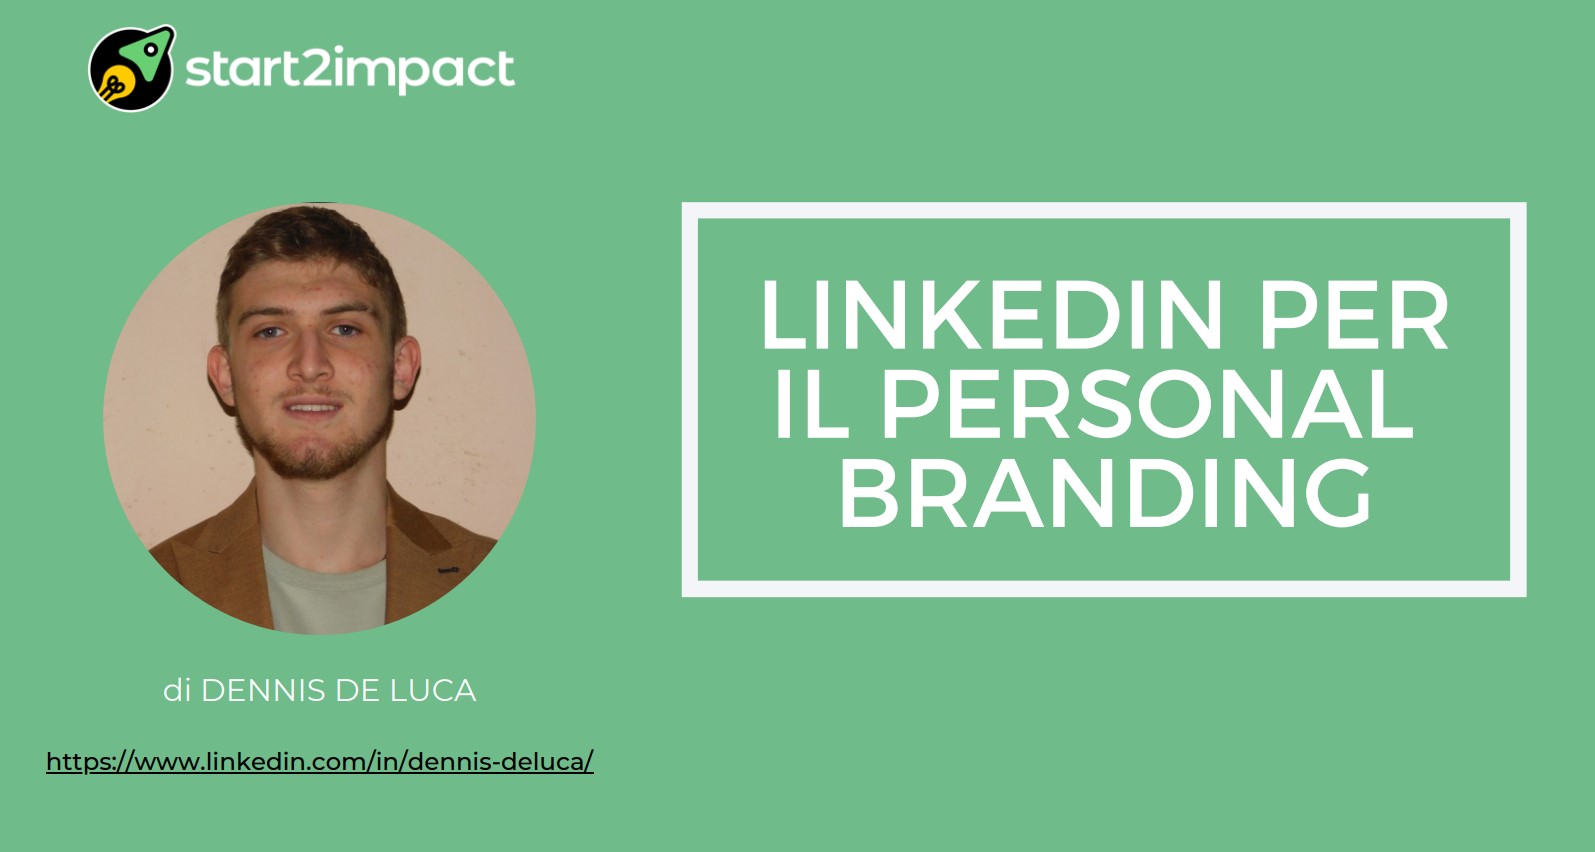 start2impact
LINKEDIN PER
IL PERSONAL
BRANDING
di DENNIS DE LUCA
https://www.linkedin.com/in/dennis-deluca/